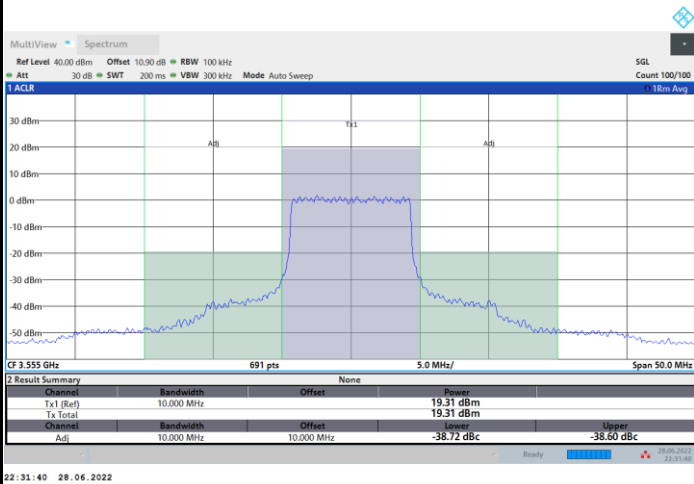 MultiView Spectrum
Ref Level 40.00 dBm Offset 10.90 dB RBW 100 kHz SGL
Att 30 dB SWT 200 ms VBW 300 kHz Mode Auto Sweep Count 100/100
1 ACLR 1Rm Avg
30 dBm
Tx1
20 dBm
Adj Adj
10 dBm
0 dBm
-10 dBm
-20 dBm
-30 dBm
-40 dBm
-50 dBm
CF 3.555 GHz 691 pts 5.0 MHz/ Span 50.0 MHz
2 Result Summary None
Channel Bandwidth Offset Power
Tx1 (Ref) 10.000 MHz 19.31 dBm
Tx Total 19.31 dBm
Channel Bandwidth Offset Lower Upper
Adj 10.000 MHz 10.000 MHz -38.72 dBc -38.60 dBc
Ready 28.06.2022
22:31:40
22:31:40 28.06.2022